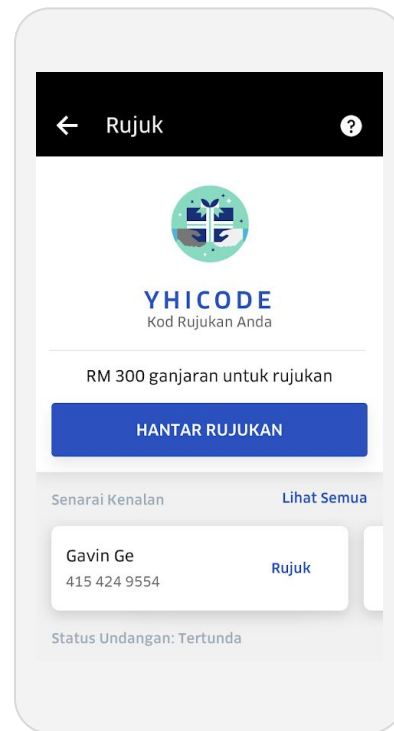 Rujuk
?
YHICODE
Kod Rujukan Anda
RM 300 ganjaran untuk rujukan
HANTAR RUJUKAN
Senarai Kenalan Lihat Semua
Gavin Ge
415 424 9554 Rujuk
Status Undangan: Tertunda